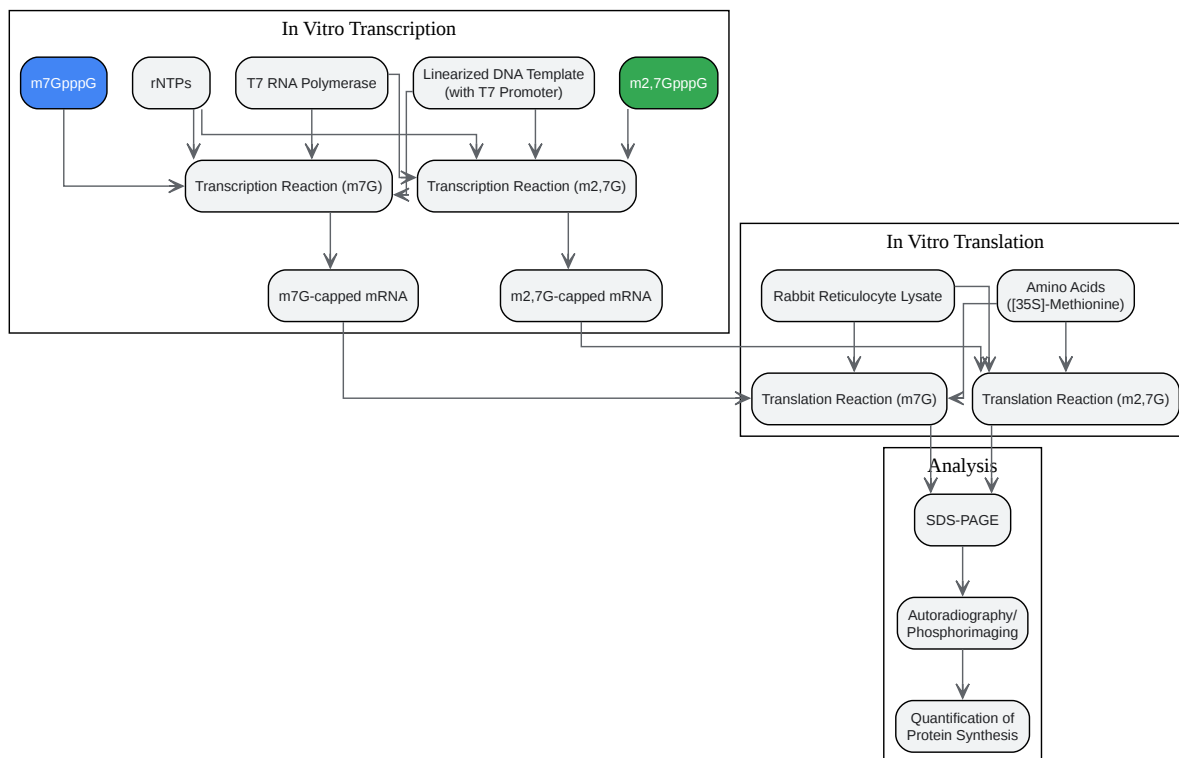 In Vitro Transcription
m7GpppG
rNTPs
T7 RNA Polymerase
Linearized DNA Template
(with T7 Promoter)
m2,7GpppG
Transcription Reaction (m7G)
Transcription Reaction (m2,7G)
m7G-capped mRNA
m2,7G-capped mRNA
In Vitro Translation
Rabbit Reticulocyte Lysate
Amino Acids
([35S]-Methionine)
Translation Reaction (m7G)
Translation Reaction (m2,7G)
Analysis
SDS-PAGE
Autoradiography/
Phosphorimaging
Quantification of
Protein Synthesis